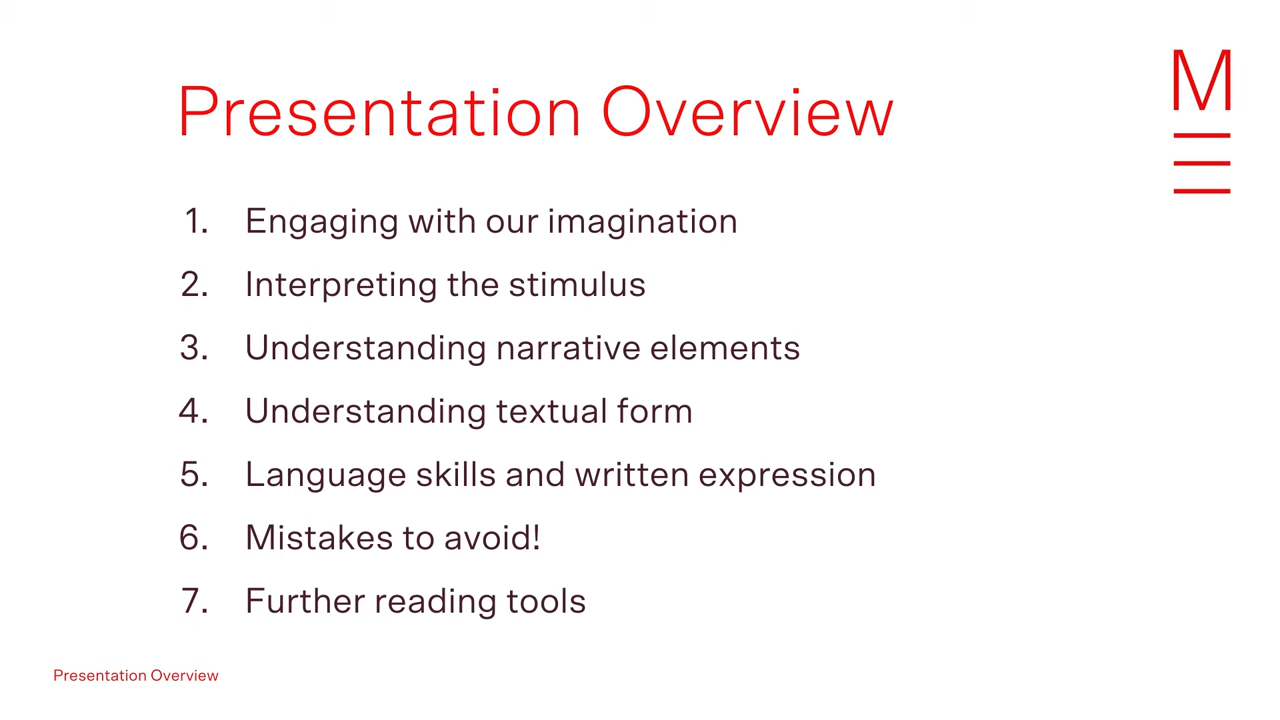 Presentation Overview
M
1. Engaging with our imagination
2. Interpreting the stimulus
3. Understanding narrative elements
4. Understanding textual form
5. Language skills and written expression
6. Mistakes to avoid!
7. Further reading tools
Presentation Overview